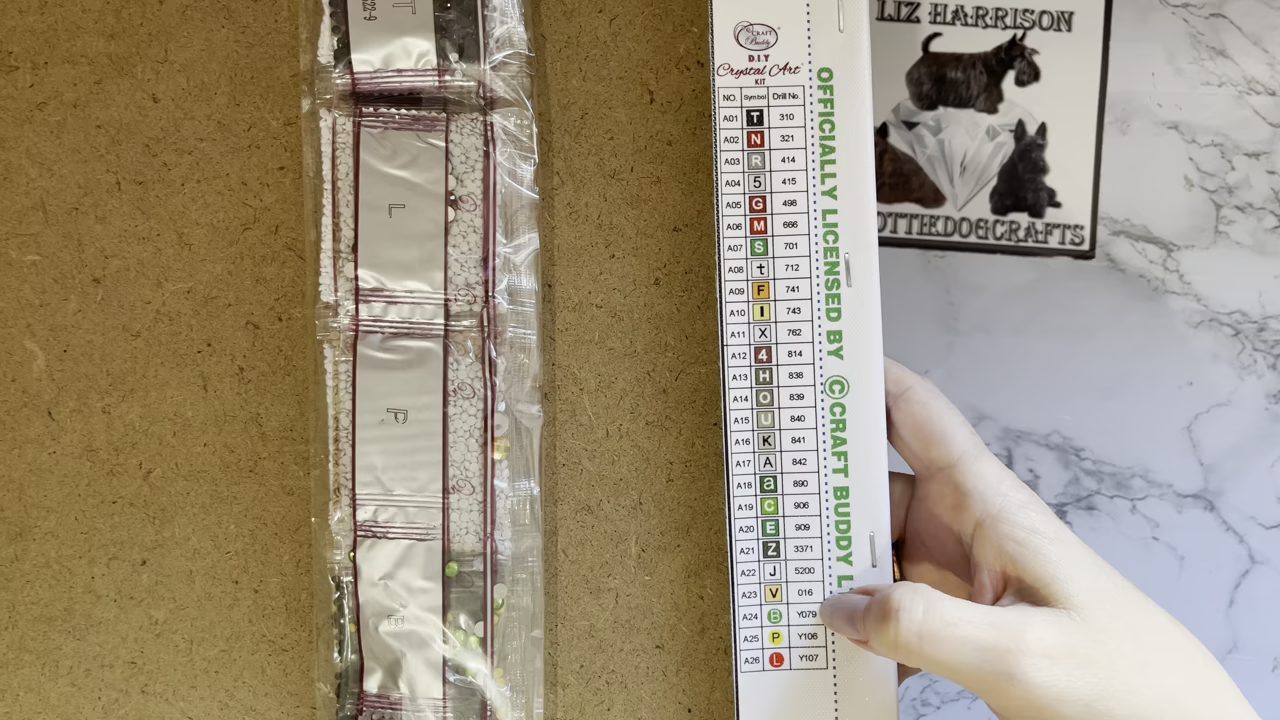 T
22-9
L
P
B
CRAFT
Buddy
D.I.Y
Crystal Art
KIT
NO. Symbol Drill No.
A01 T 310
A02 N 321
A03 R 414
A04 5 415
A05 G 498
A06 M 666
A07 S 701
A08 t 712
A09 F 741
A10 I 743
A11 X 762
A12 4 814
A13 H 838
A14 O 839
A15 U 840
A16 K 841
A17 A 842
A18 a 890
A19 C 906
A20 E 909
A21 Z 3371
A22 J 5200
A23 V 016
A24 B Y079
A25 P Y106
A26 L Y107
OFFICIALLY LICENSED BY ©CRAFT BUDDY L
LIZ HARRISON
OTTIEDOGCRAFTS